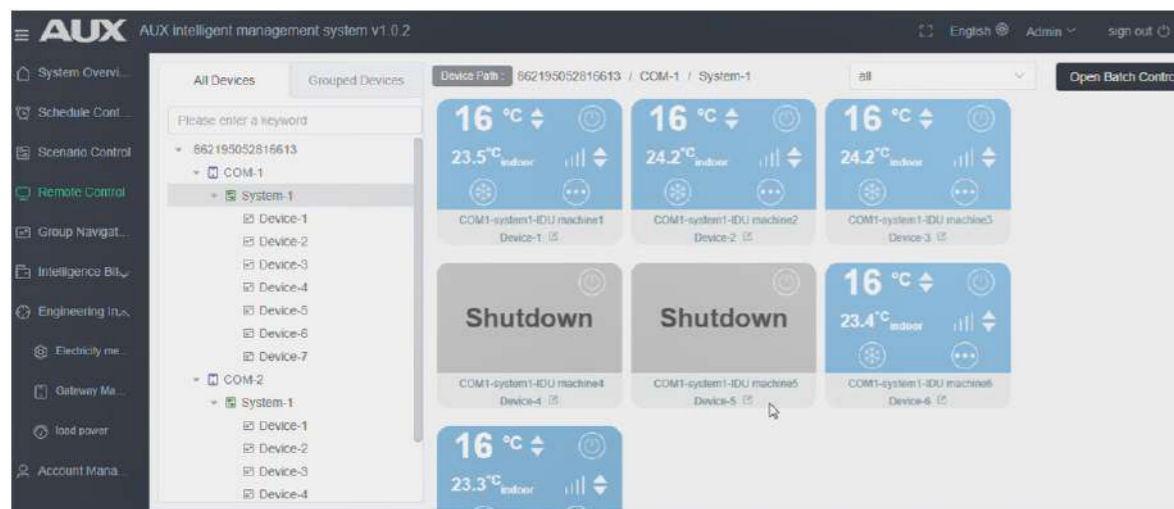 AUX AUX intelligent management system v1.0.2 English Admin sign out
System Overvi...
Schedule Cont...
Scenario Control
Remote Control
Group Navigat...
Intelligence Bil...
Engineering In...
Electricity me...
Gateway Ma...
load power
Account Mana...
All Devices Grouped Devices
Please enter a keyword
862195052816613
COM-1
System-1
Device-1
Device-2
Device-3
Device-4
Device-5
Device-6
Device-7
COM-2
System-1
Device-1
Device-2
Device-3
Device-4
Device Path: 862195052816613 / COM-1 / System-1 all Open Batch Contro
16 °C 16 °C 16 °C
23.5°C indoor 24.2°C indoor 24.2°C indoor
COM1-system1-IDU machine1 COM1-system1-IDU machine2 COM1-system1-IDU machine3
Device-1 Device-2 Device-3
Shutdown Shutdown 16 °C
23.4°C indoor
COM1-system1-IDU machine4 COM1-system1-IDU machine5 COM1-system1-IDU machine6
Device-4 Device-5 Device-6
16 °C
23.3°C indoor